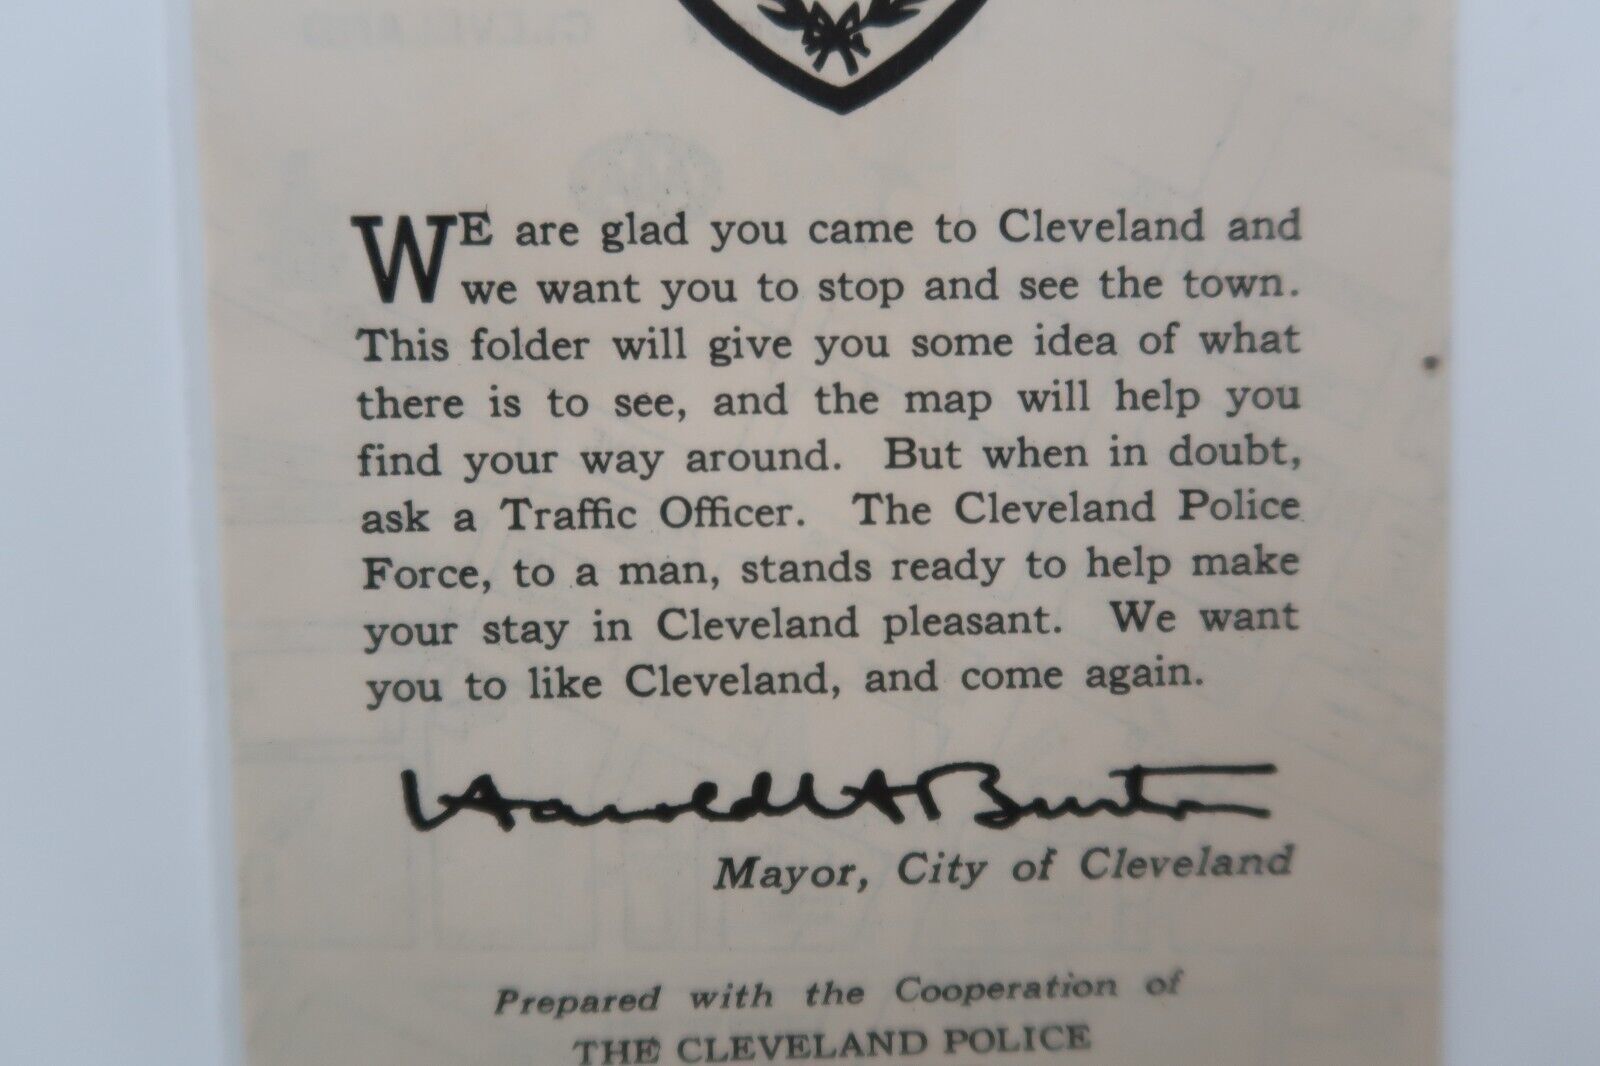 WE are glad you came to Cleveland and
we want you to stop and see the town.
This folder will give you some idea of what
there is to see, and the map will help you
find your way around. But when in doubt,
ask a Traffic Officer. The Cleveland Police
Force, to a man, stands ready to help make
your stay in Cleveland pleasant. We want
you to like Cleveland, and come again.
Harold H Burton
Mayor, City of Cleveland
Prepared with the Cooperation of
THE CLEVELAND POLICE